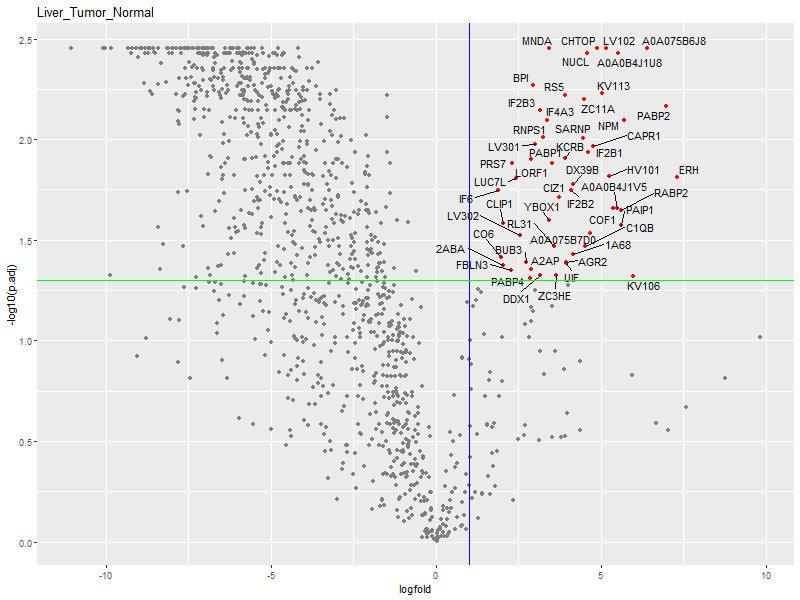 Liver_Tumor_Normal
2.5
MNDA CHTOP LV102 A0A075B6J8
NUCL A0A0B4J1U8
BPI RS5 KV113
IF2B3 IF4A3 ZC11A PABP2
2.0
RNPS1 SARNP NPM CAPR1
LV301 PABP1 KCRB IF2B1
PRS7 LORF1 DX39B HV101 ERH
LUC7L CIZ1 A0A0B4J1V5 RABP2
IF6 CLIP1 YBOX1 IF2B2 PAIP1
LV302 RL31 COF1 C1QB
1.5
CO6 A0A075B7D0 1A68
2ABA BUB3 A2AP AGR2
FBLN3 PABP4 UIF KV106
DDX1 ZC3HE
1.0
0.5
0.0
-10 -5 0 5 10
logfold
-log10(p.adj)